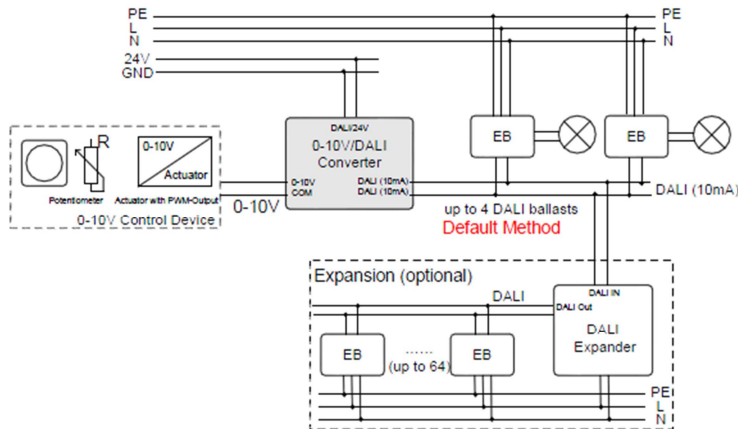 PE
L
N
PE
L
N
24V
GND
DALI/24V
0-10V/DALI
Converter
0-10V
COM
DALI (10mA)
DALI (10mA)
EB
EB
R
0-10V
Actuator
Potentiometer
Actuator with PWM-Output
0-10V Control Device
0-10V
DALI (10mA)
up to 4 DALI ballasts
Default Method
Expansion (optional)
DALI
DALI IN
DALI Out
DALI
Expander
EB
......
(up to 64)
EB
PE
L
N